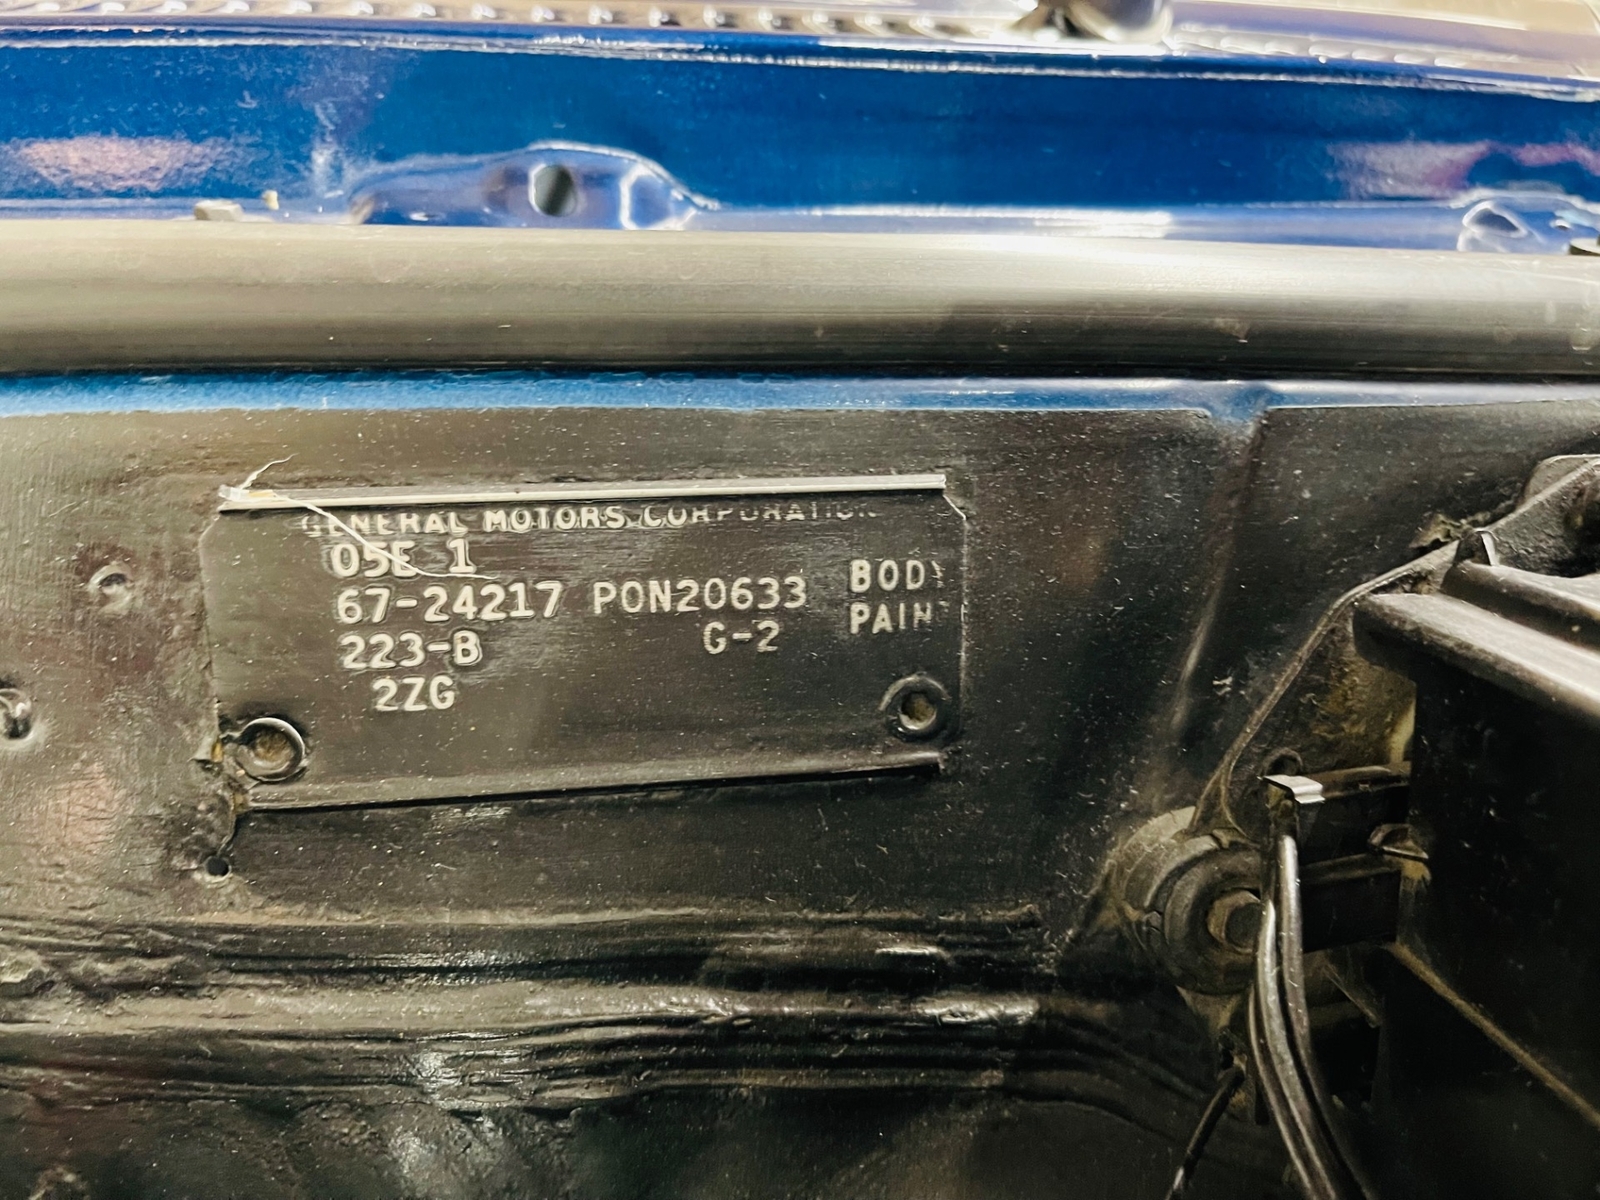 GENERAL MOTORS CORPORATION
05E 1
67-24217 PON20633 BODY
223-B G-2 PAINT
2ZG